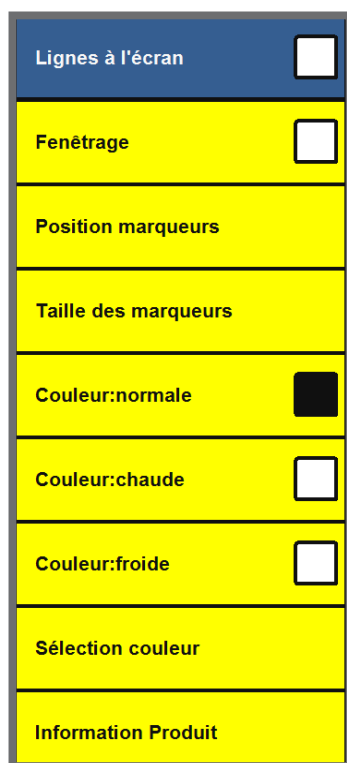 Lignes à l'écran
Fenêtrage
Position marqueurs
Taille des marqueurs
Couleur:normale
Couleur:chaude
Couleur:froide
Sélection couleur
Information Produit